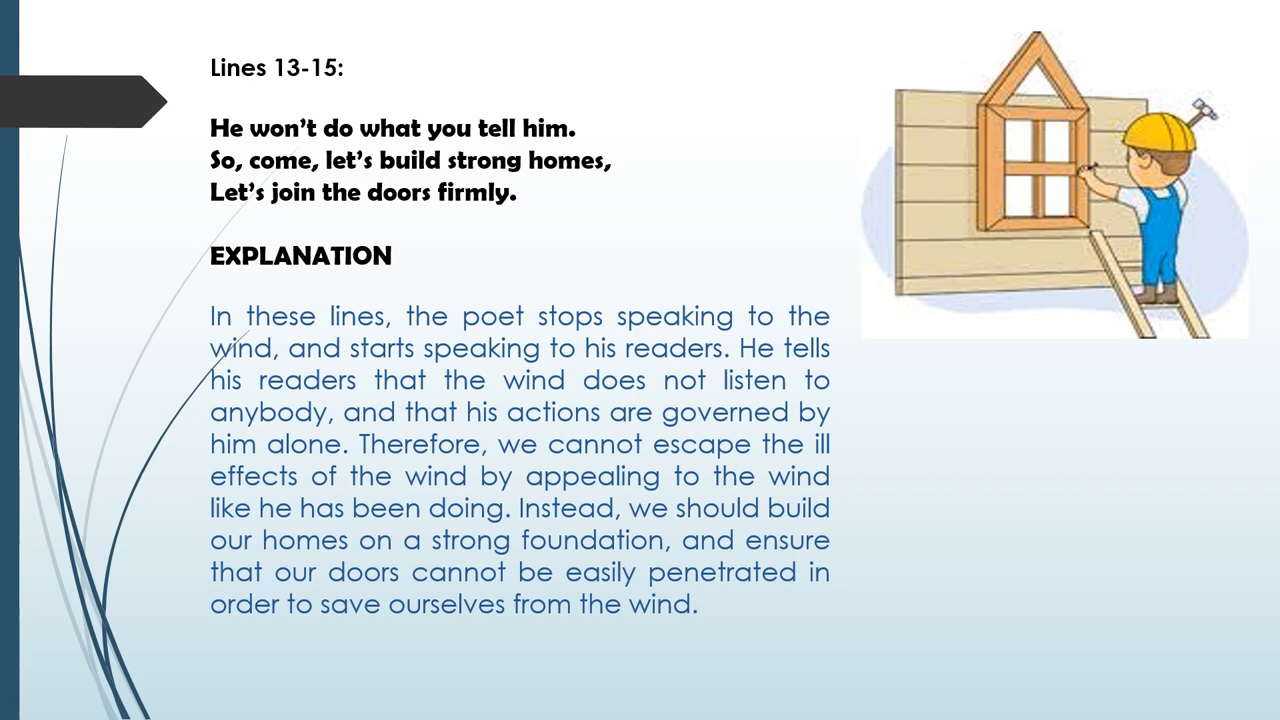 Lines 13-15:
He won’t do what you tell him.
So, come, let’s build strong homes,
Let’s join the doors firmly.
EXPLANATION
In these lines, the poet stops speaking to the
wind, and starts speaking to his readers. He tells
his readers that the wind does not listen to
anybody, and that his actions are governed by
him alone. Therefore, we cannot escape the ill
effects of the wind by appealing to the wind
like he has been doing. Instead, we should build
our homes on a strong foundation, and ensure
that our doors cannot be easily penetrated in
order to save ourselves from the wind.